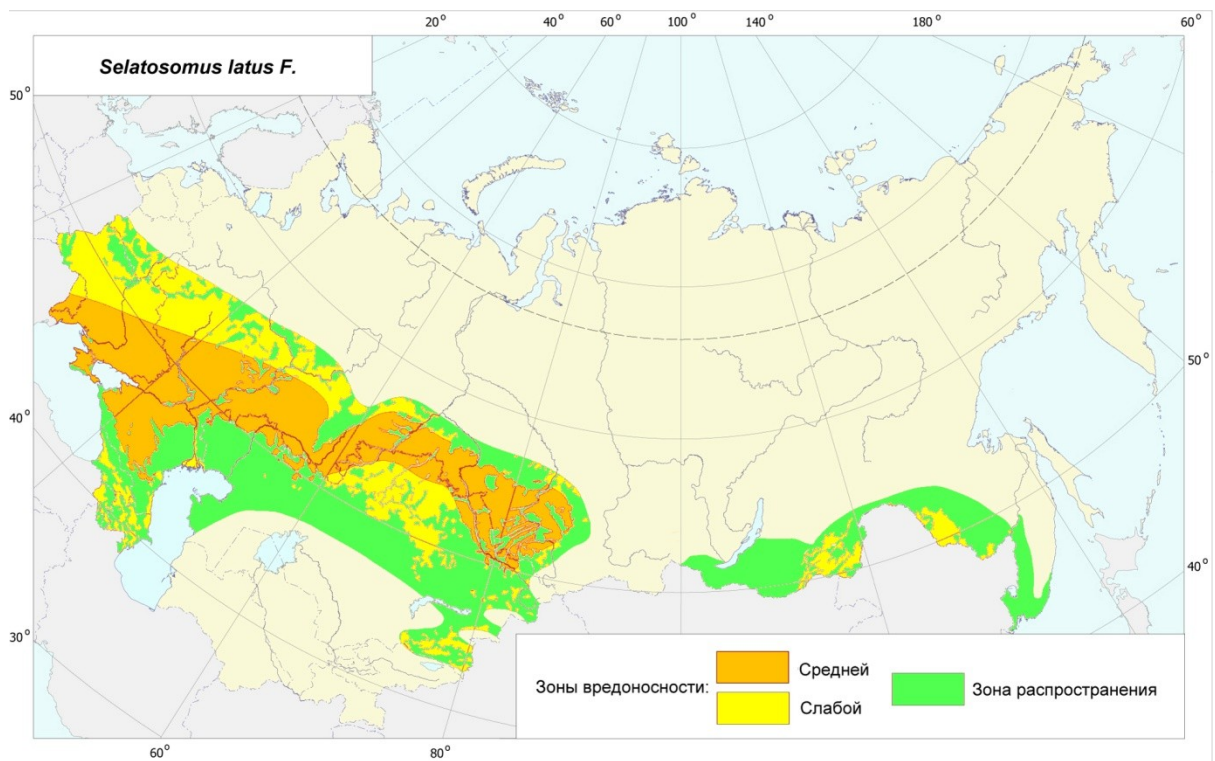 20° 40° 60° 100° 140° 180° 60°
Selatosomus latus F.
50°
50°
40°
40°
30°
Зоны вредоносности:
Средней
Слабой
Зона распространения
60° 80°